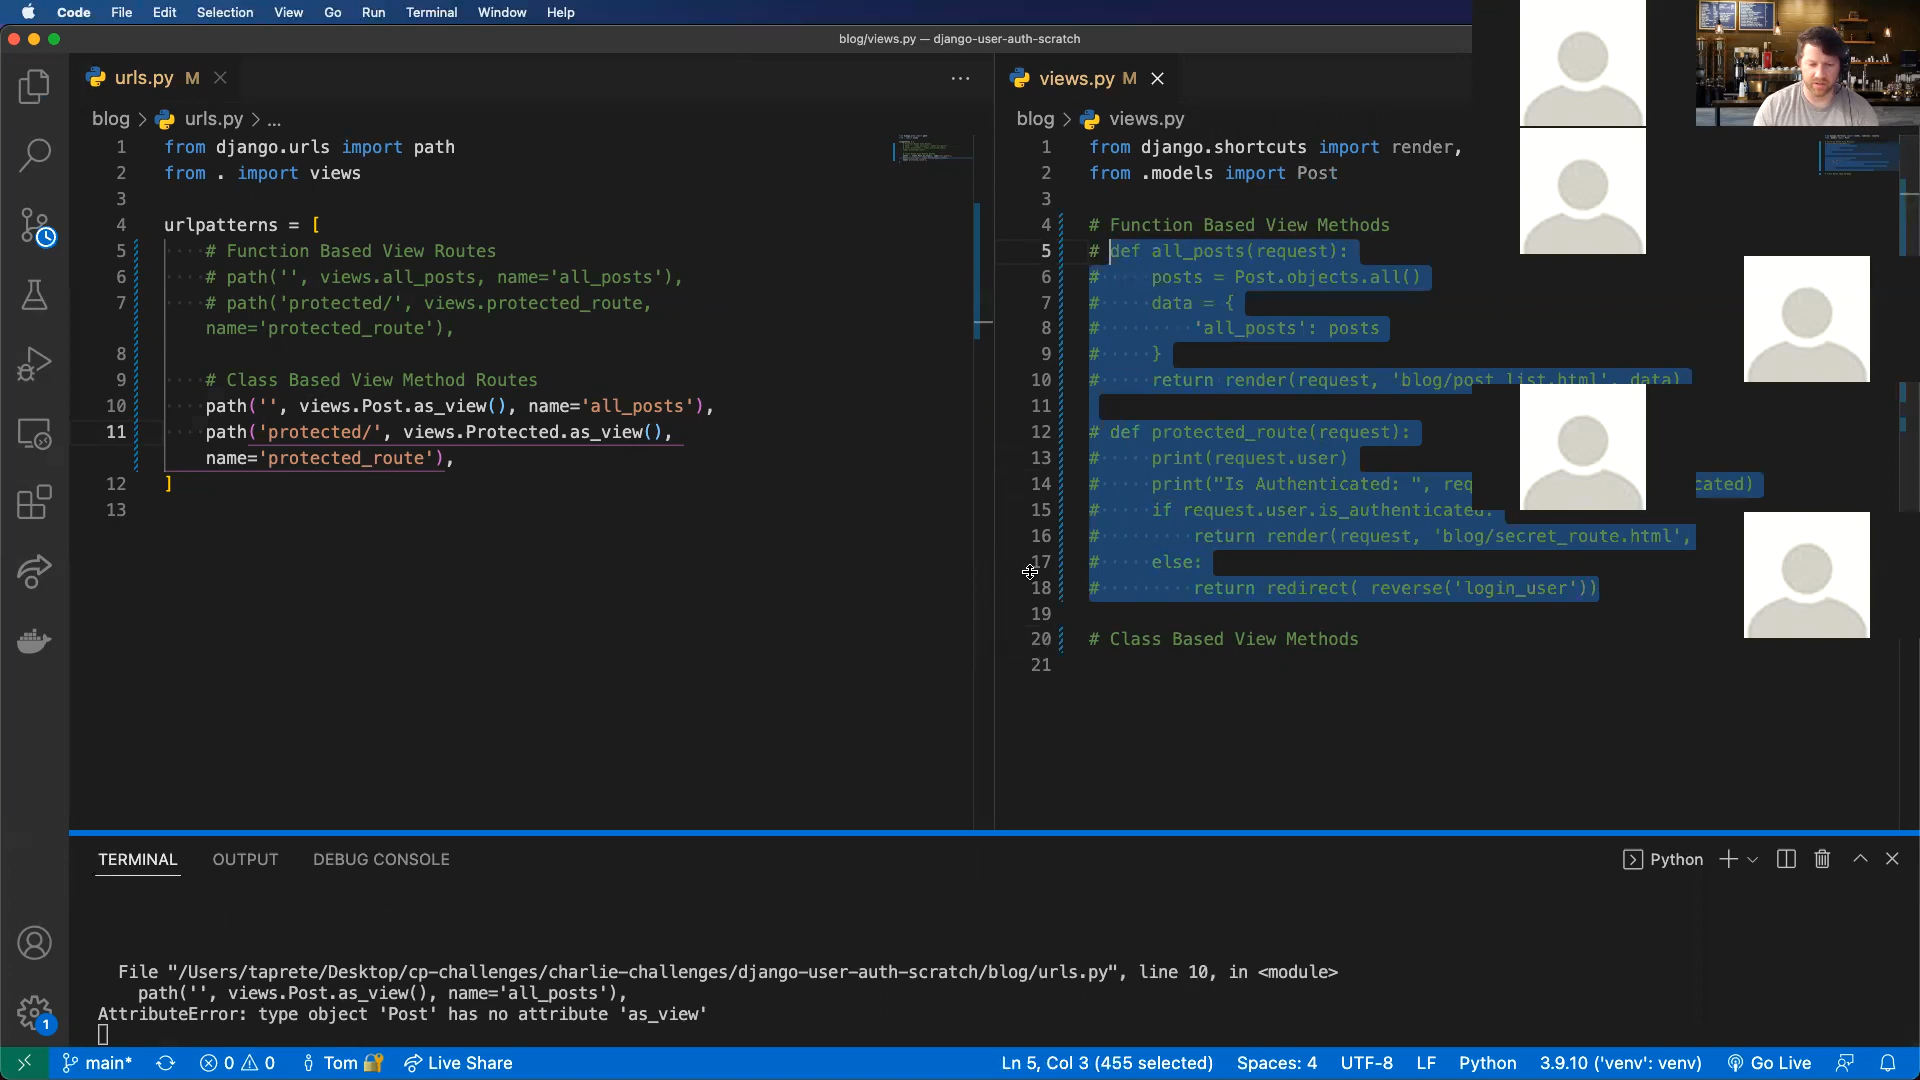 Code File Edit Selection View Go Run Terminal Window Help
blog/views.py — django-user-auth-scratch
urls.py M
blog > urls.py > ...
1 from django.urls import path
2 from . import views
3
4 urlpatterns = [
5 # Function Based View Routes
6 # path('', views.all_posts, name='all_posts'),
7 # path('protected/', views.protected_route,
name='protected_route'),
8
9 # Class Based View Method Routes
10 path('', views.Post.as_view(), name='all_posts'),
11 path('protected/', views.Protected.as_view(),
name='protected_route'),
12 ]
13
views.py M
blog > views.py
1 from django.shortcuts import render,
2 from .models import Post
3
4 # Function Based View Methods
5 # def all_posts(request):
6 # posts = Post.objects.all()
7 # data = {
8 # 'all_posts': posts
9 # }
10 # return render(request, 'blog/post_list.html', data)
11
12 # def protected_route(request):
13 # print(request.user)
14 # print("Is Authenticated: ", req cated)
15 # if request.user.is_authenticated:
16 # return render(request, 'blog/secret_route.html',
17 # else:
18 # return redirect( reverse('login_user'))
19
20 # Class Based View Methods
21
TERMINAL OUTPUT DEBUG CONSOLE
Python
File "/Users/taprete/Desktop/cp-challenges/charlie-challenges/django-user-auth-scratch/blog/urls.py", line 10, in <module>
path('', views.Post.as_view(), name='all_posts'),
AttributeError: type object 'Post' has no attribute 'as_view'
1
main* 0 0 Tom Live Share Ln 5, Col 3 (455 selected) Spaces: 4 UTF-8 LF Python 3.9.10 ('venv': venv) Go Live